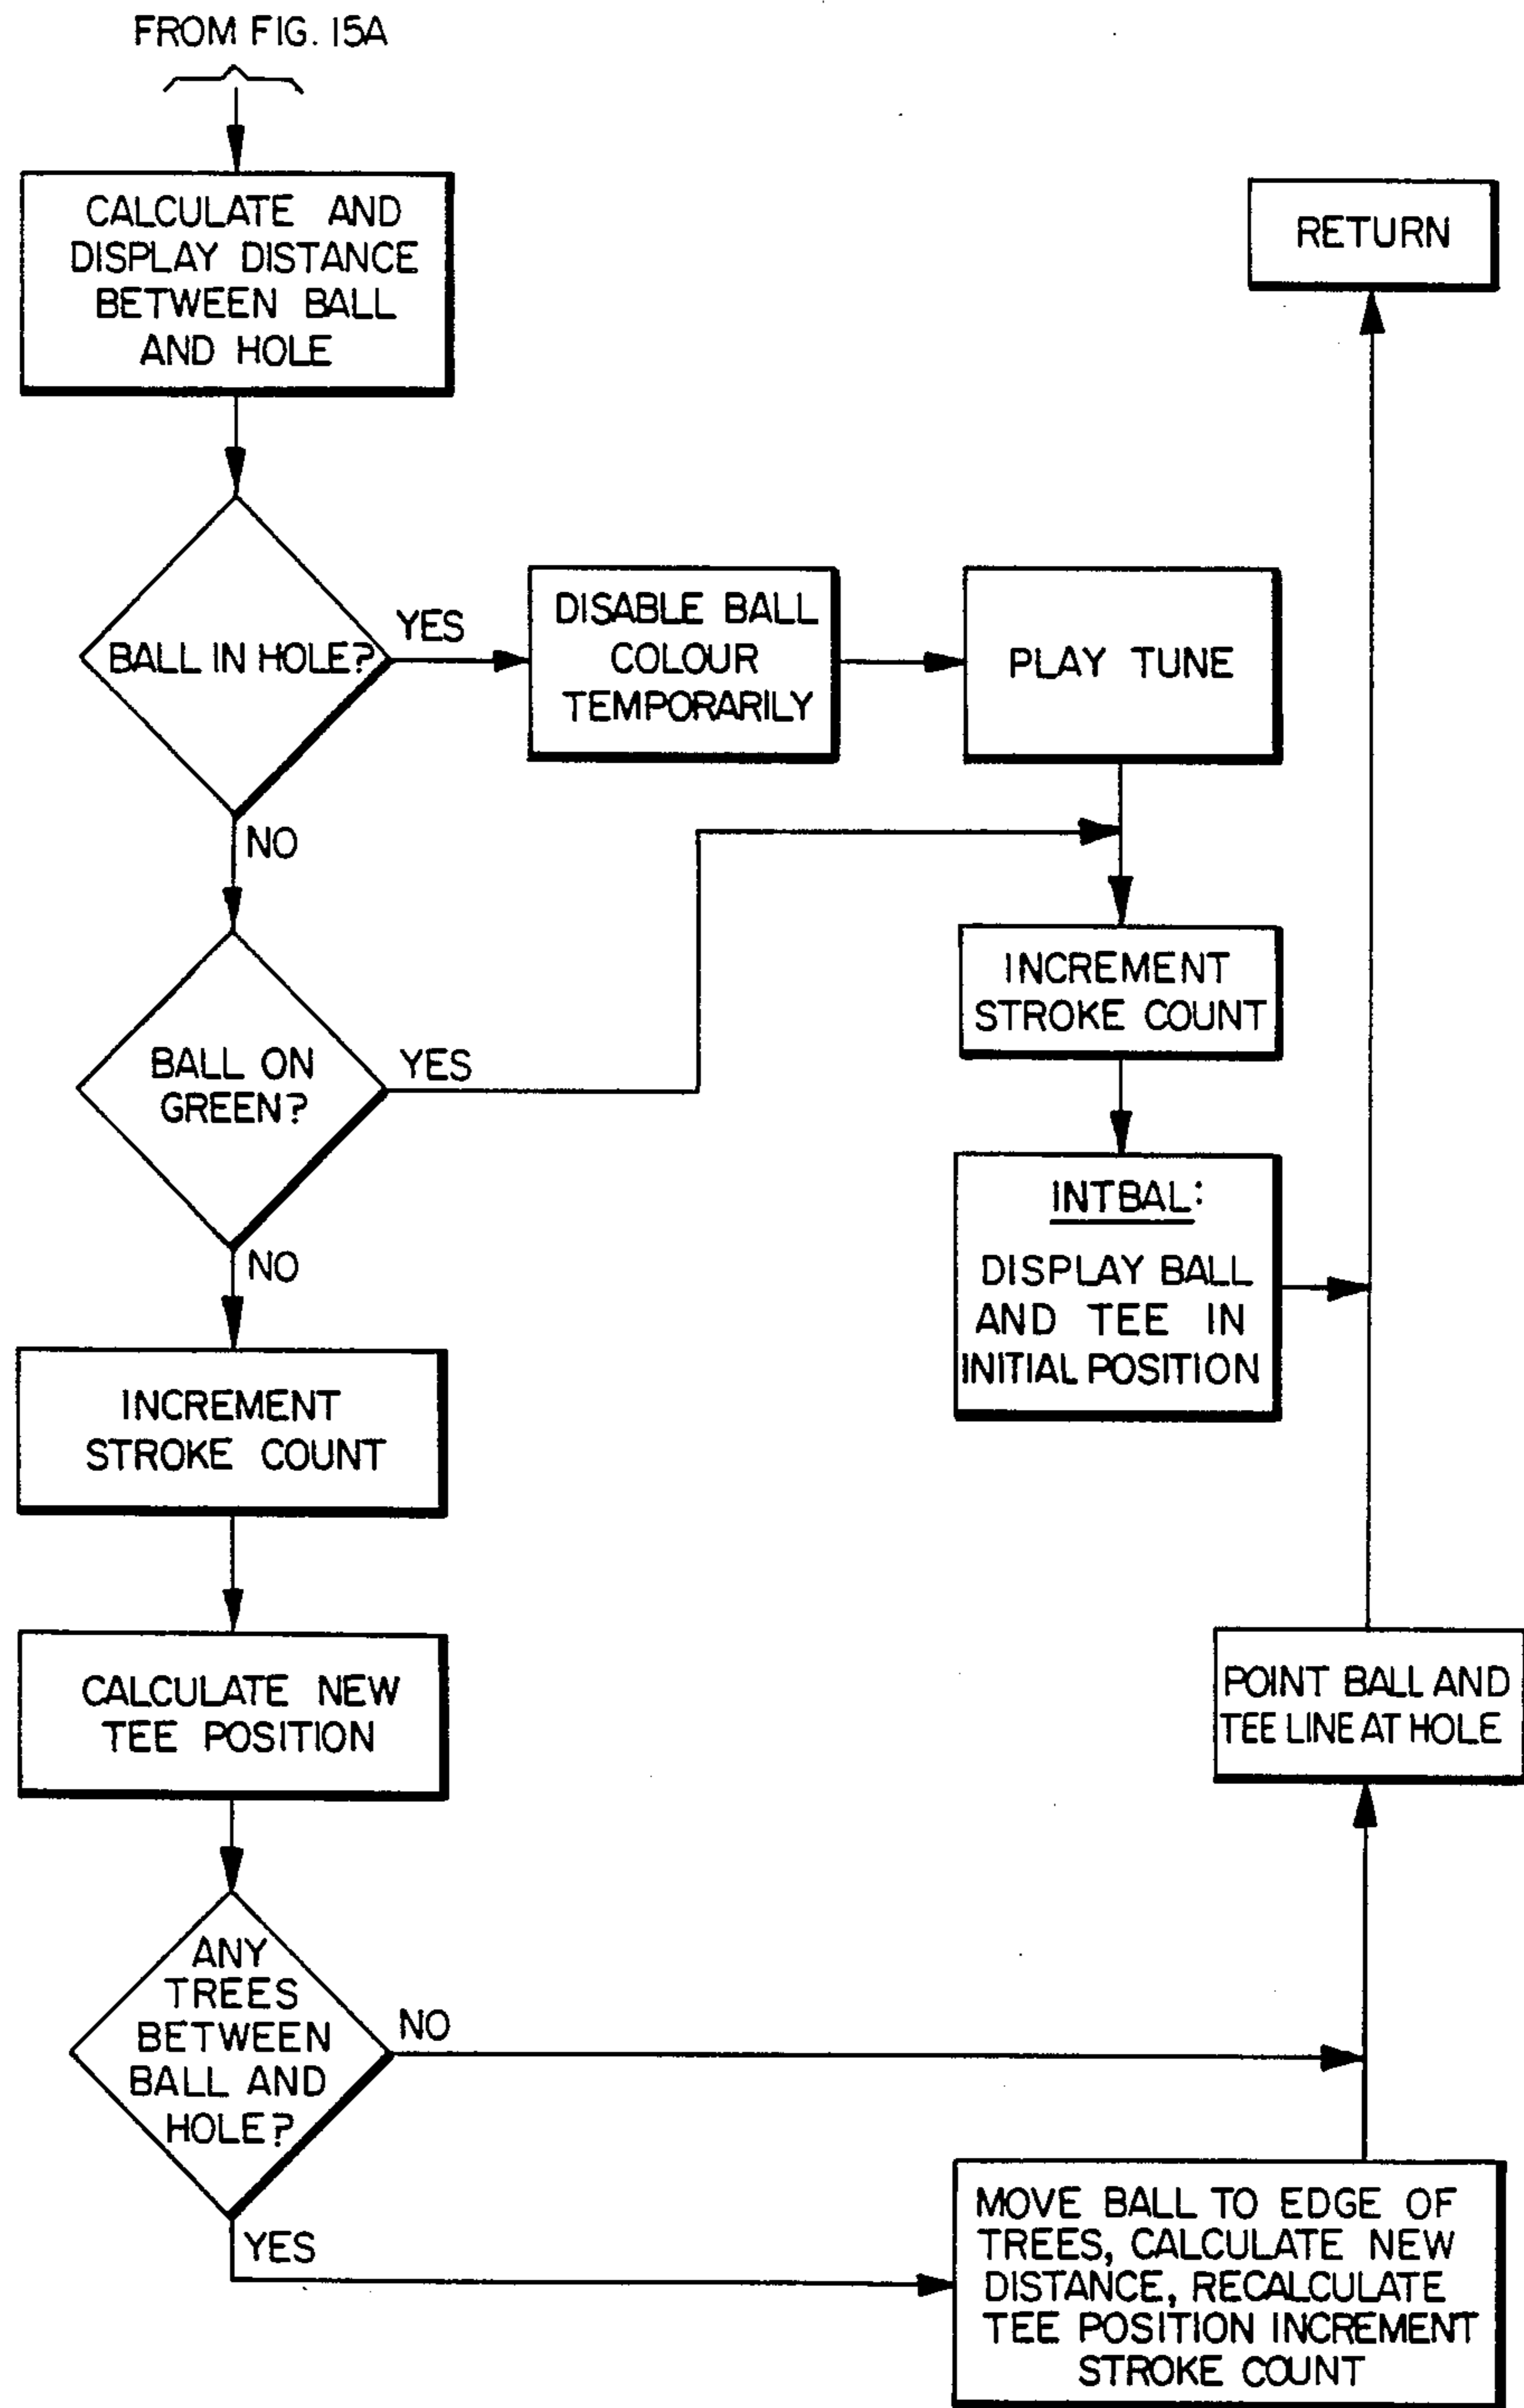 FROM FIG. 15A
CALCULATE AND
DISPLAY DISTANCE
BETWEEN BALL
AND HOLE
RETURN
BALL IN HOLE?
YES
DISABLE BALL
COLOUR
TEMPORARILY
PLAY TUNE
NO
INCREMENT
STROKE COUNT
BALL ON
GREEN?
YES
INTBAL:
DISPLAY BALL
AND TEE IN
INITIAL POSITION
NO
INCREMENT
STROKE COUNT
CALCULATE NEW
TEE POSITION
POINT BALL AND
TEE LINE AT HOLE
ANY
TREES
BETWEEN
BALL AND
HOLE?
NO
YES
MOVE BALL TO EDGE OF
TREES, CALCULATE NEW
DISTANCE, RECALCULATE
TEE POSITION INCREMENT
STROKE COUNT